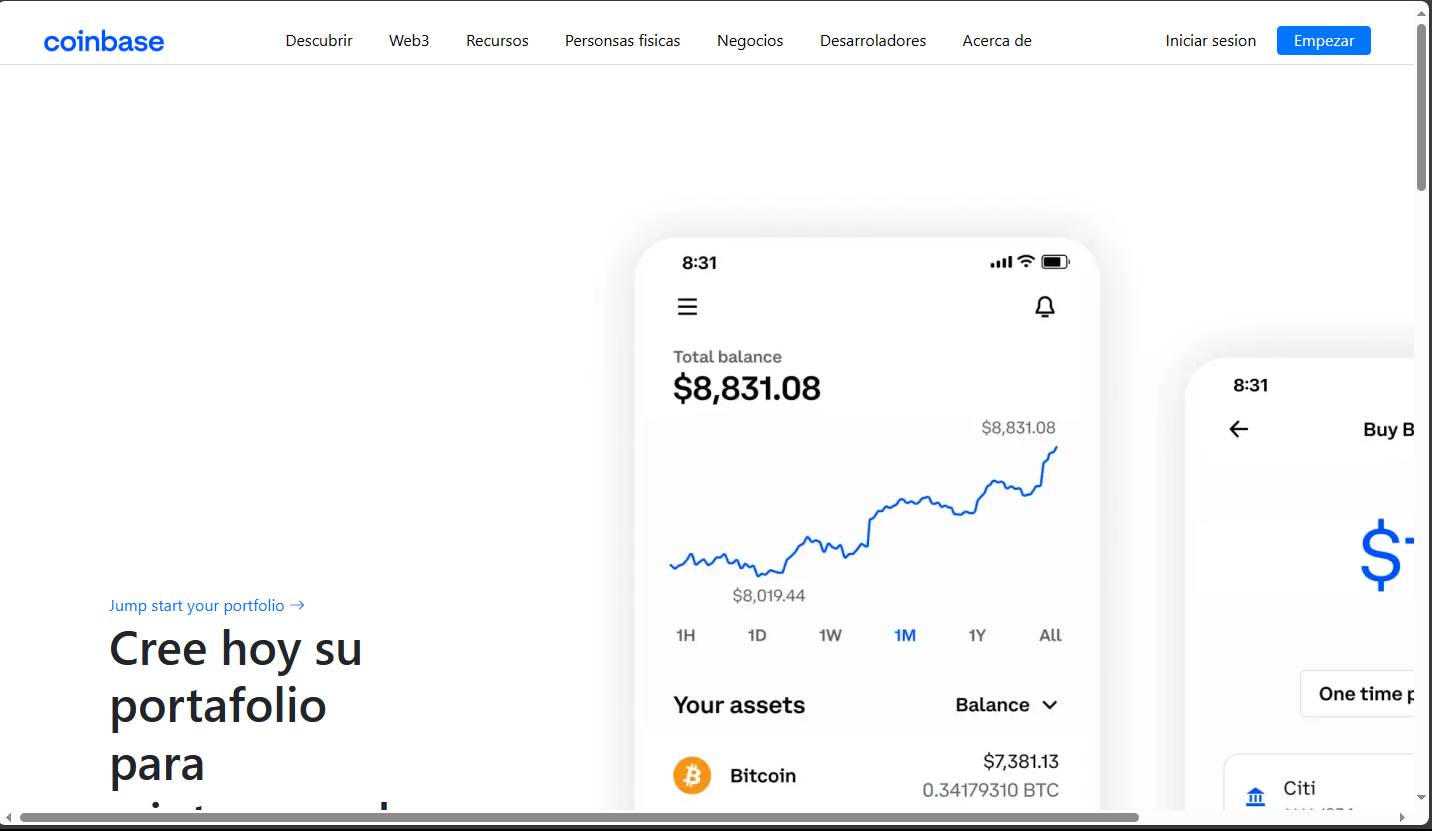 coinbase Descubrir Web3 Recursos Personsas fisicas Negocios Desarroladores Acerca de Iniciar sesion Empezar
8:31
Total balance
$8,831.08
$8,831.08
$8,019.44
1H 1D 1W 1M 1Y All
Your assets Balance
Bitcoin $7,381.13
0.34179310 BTC
8:31
Buy B
$
One time p
Citi
Jump start your portfolio →
Cree hoy su
portafolio
para